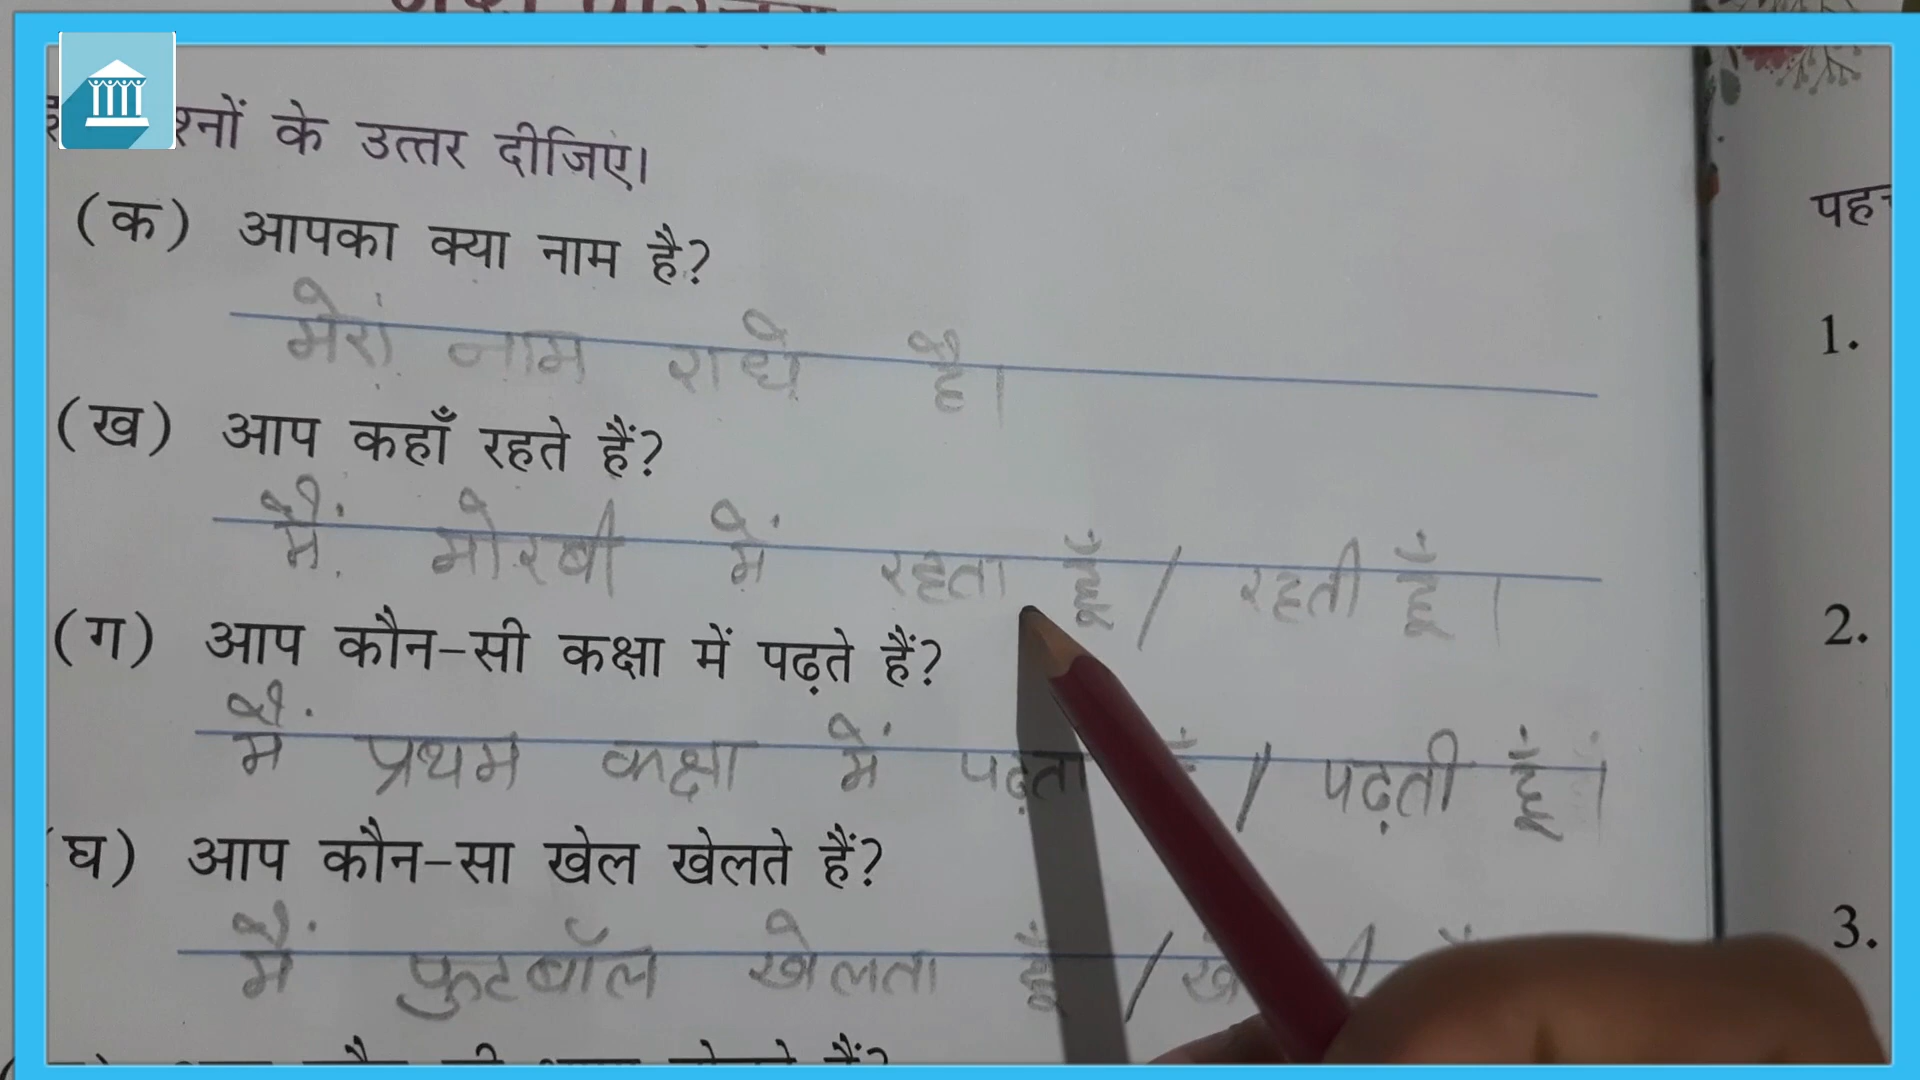 के उत्तर दीजिए।
(क) आपका क्या नाम है?
मेरा नाम राधे है।
(ख) आप कहाँ रहते हैं?
मैं मोरबी में रहता हूँ / रहती हूँ।
(ग) आप कौन-सी कक्षा में पढ़ते हैं?
मैं प्रथम कक्षा में पढ़ता / पढ़ती हूँ।
घ) आप कौन-सा खेल खेलते हैं?
मैं फुटबॉल खेलता हूँ /
1.
2.
3.